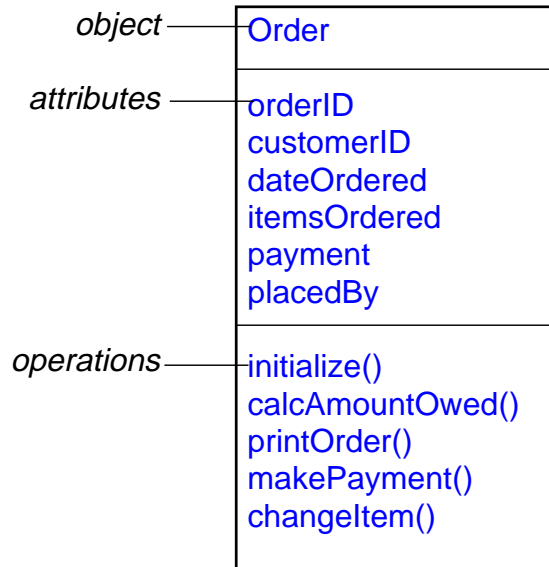 object Order
attributes orderID
customerID
dateOrdered
itemsOrdered
payment
placedBy
operations initialize()
calcAmountOwed()
printOrder()
makePayment()
changeItem()